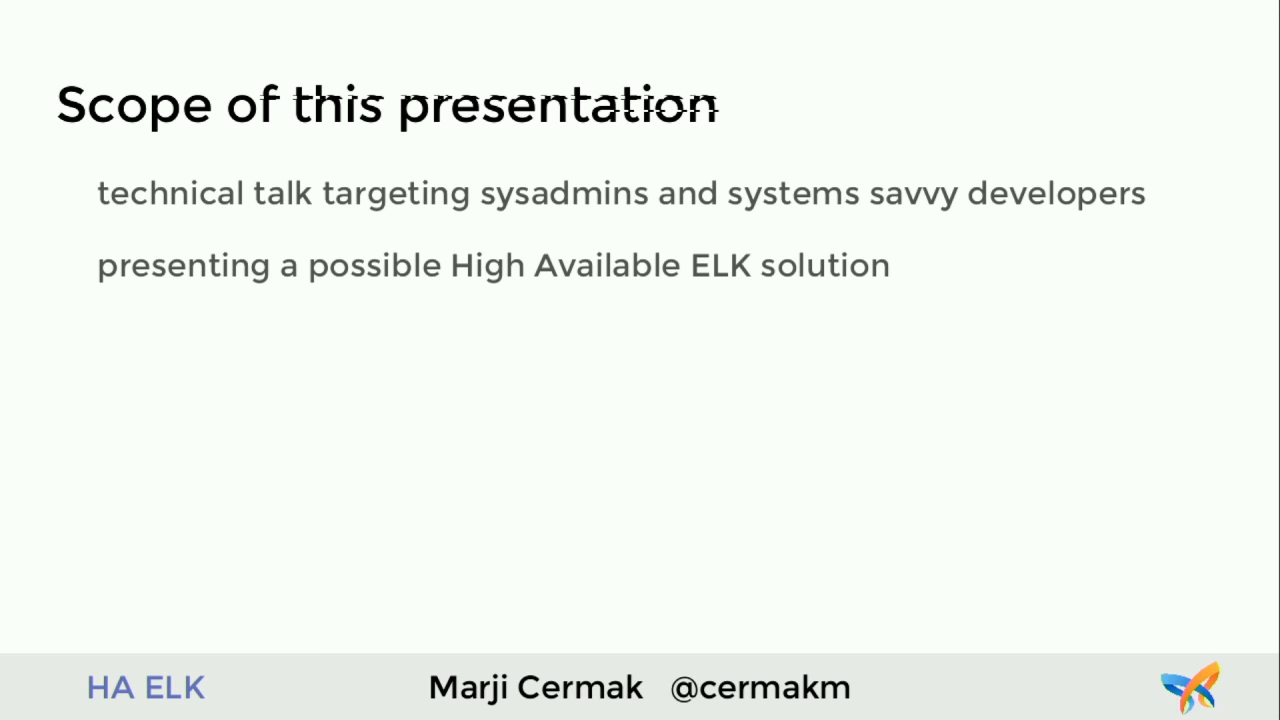 Scope of this presentation
technical talk targeting sysadmins and systems savvy developers
presenting a possible High Available ELK solution
HA ELK Marji Cermak @cermakm